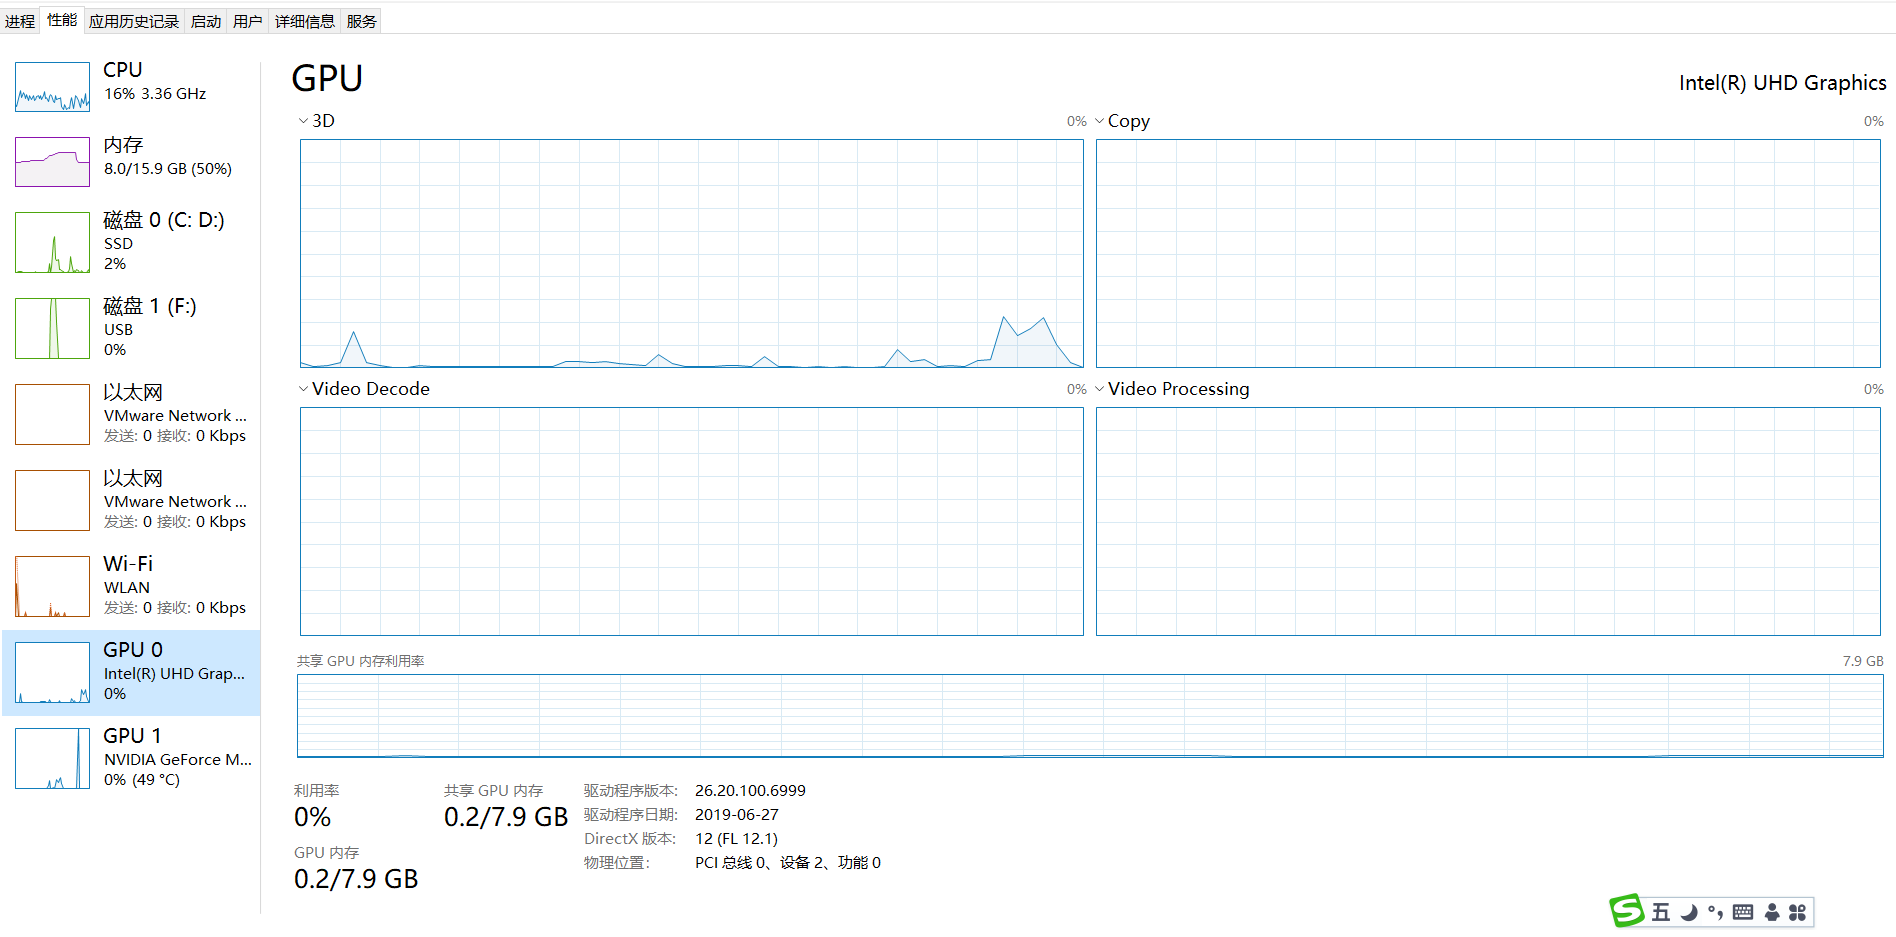 进程 性能 应用历史记录 启动 用户 详细信息 服务
CPU
16% 3.36 GHz
内存
8.0/15.9 GB (50%)
磁盘 0 (C: D:)
SSD
2%
磁盘 1 (F:)
USB
0%
以太网
VMware Network ...
发送: 0 接收: 0 Kbps
以太网
VMware Network ...
发送: 0 接收: 0 Kbps
Wi-Fi
WLAN
发送: 0 接收: 0 Kbps
GPU 0
Intel(R) UHD Grap...
0%
GPU 1
NVIDIA GeForce M...
0% (49 °C)
GPU
Intel(R) UHD Graphics
3D 0%
Copy 0%
Video Decode 0%
Video Processing 0%
共享 GPU 内存利用率 7.9 GB
利用率
0%
共享 GPU 内存
0.2/7.9 GB
GPU 内存
0.2/7.9 GB
驱动程序版本: 26.20.100.6999
驱动程序日期: 2019-06-27
DirectX 版本: 12 (FL 12.1)
物理位置: PCI 总线 0、设备 2、功能 0
S 五